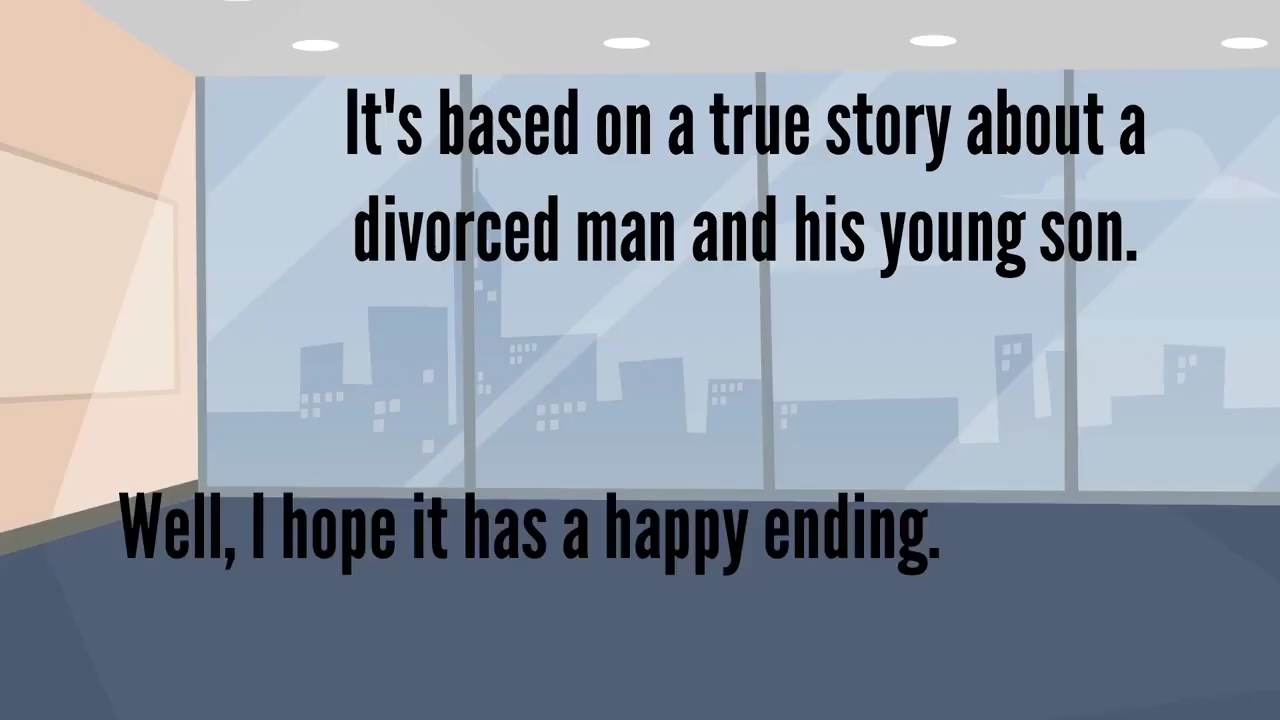 It's based on a true story about a
divorced man and his young son.
Well, I hope it has a happy ending.